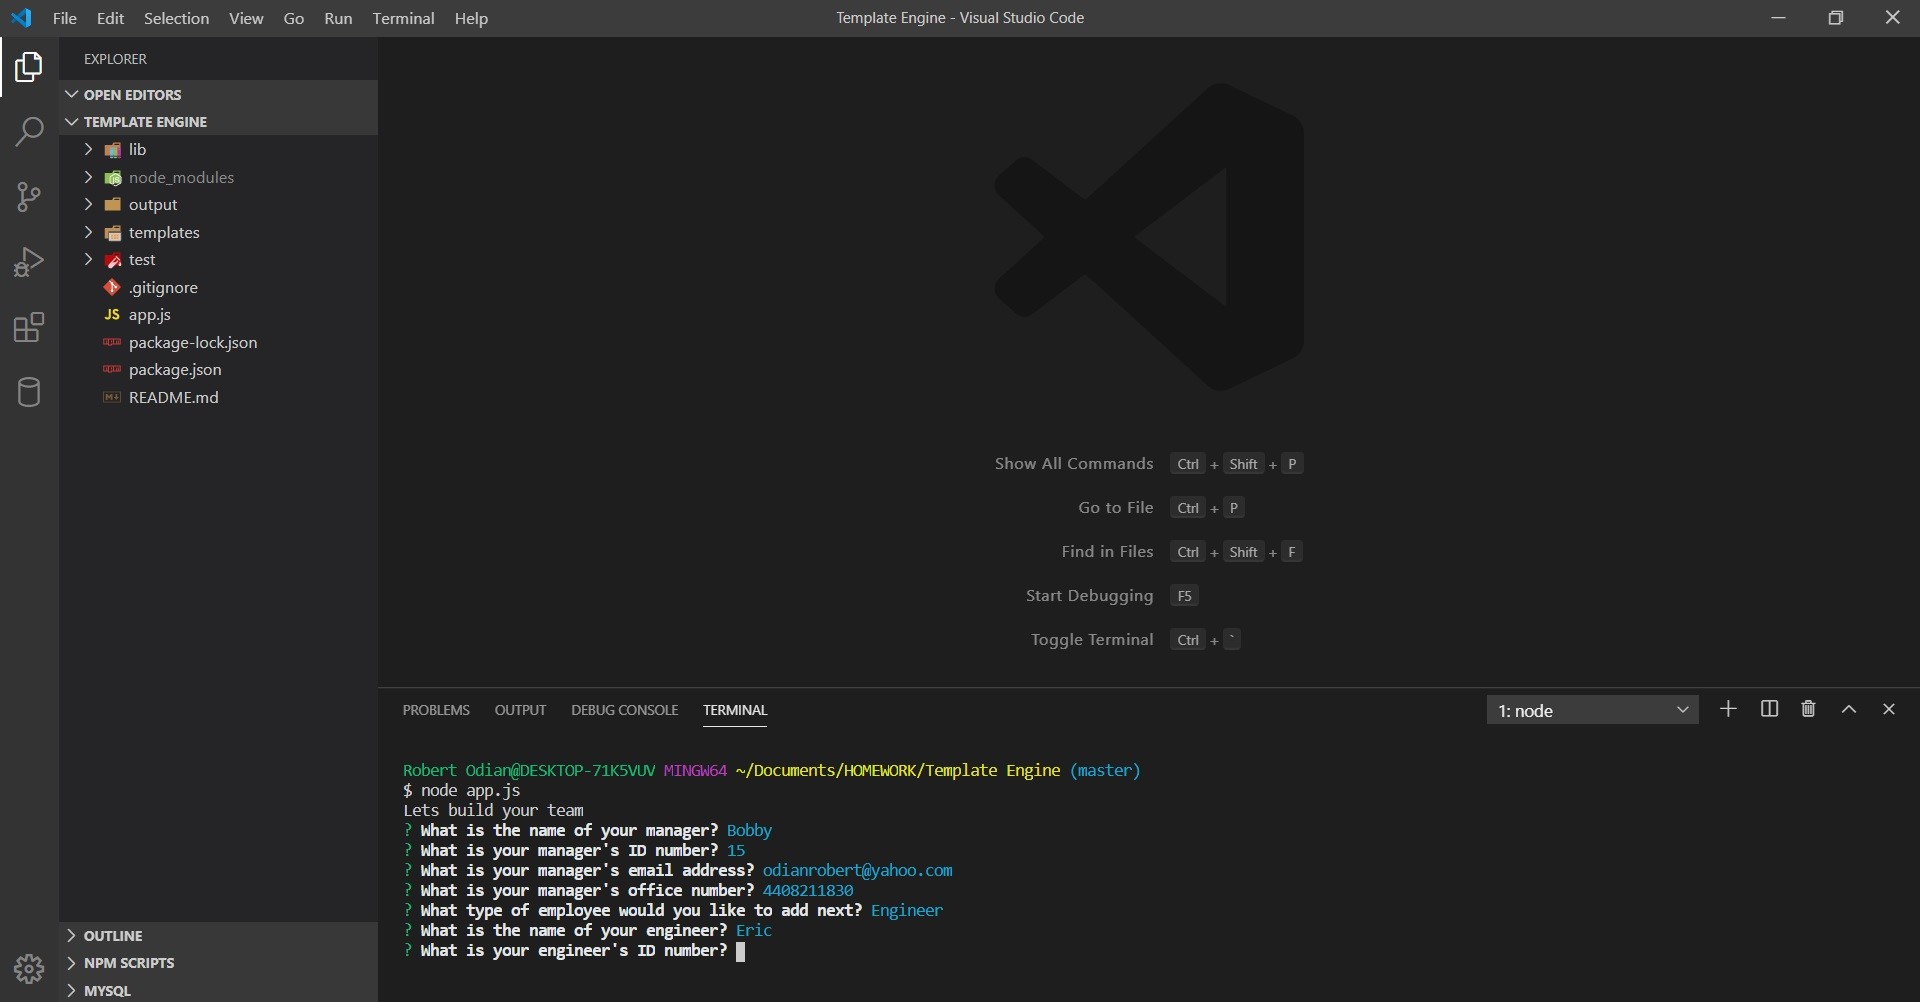 File Edit Selection View Go Run Terminal Help
Template Engine - Visual Studio Code
EXPLORER
OPEN EDITORS
TEMPLATE ENGINE
lib
node_modules
output
templates
test
.gitignore
JS app.js
package-lock.json
package.json
README.md
OUTLINE
NPM SCRIPTS
MYSQL
Show All Commands Ctrl + Shift + P
Go to File Ctrl + P
Find in Files Ctrl + Shift + F
Start Debugging F5
Toggle Terminal Ctrl + `
PROBLEMS OUTPUT DEBUG CONSOLE TERMINAL
1: node
Robert Odian@DESKTOP-71K5VUV MINGW64 ~/Documents/HOMEWORK/Template Engine (master)
$ node app.js
Lets build your team
? What is the name of your manager? Bobby
? What is your manager's ID number? 15
? What is your manager's email address? odianrobert@yahoo.com
? What is your manager's office number? 4408211830
? What type of employee would you like to add next? Engineer
? What is the name of your engineer? Eric
? What is your engineer's ID number?